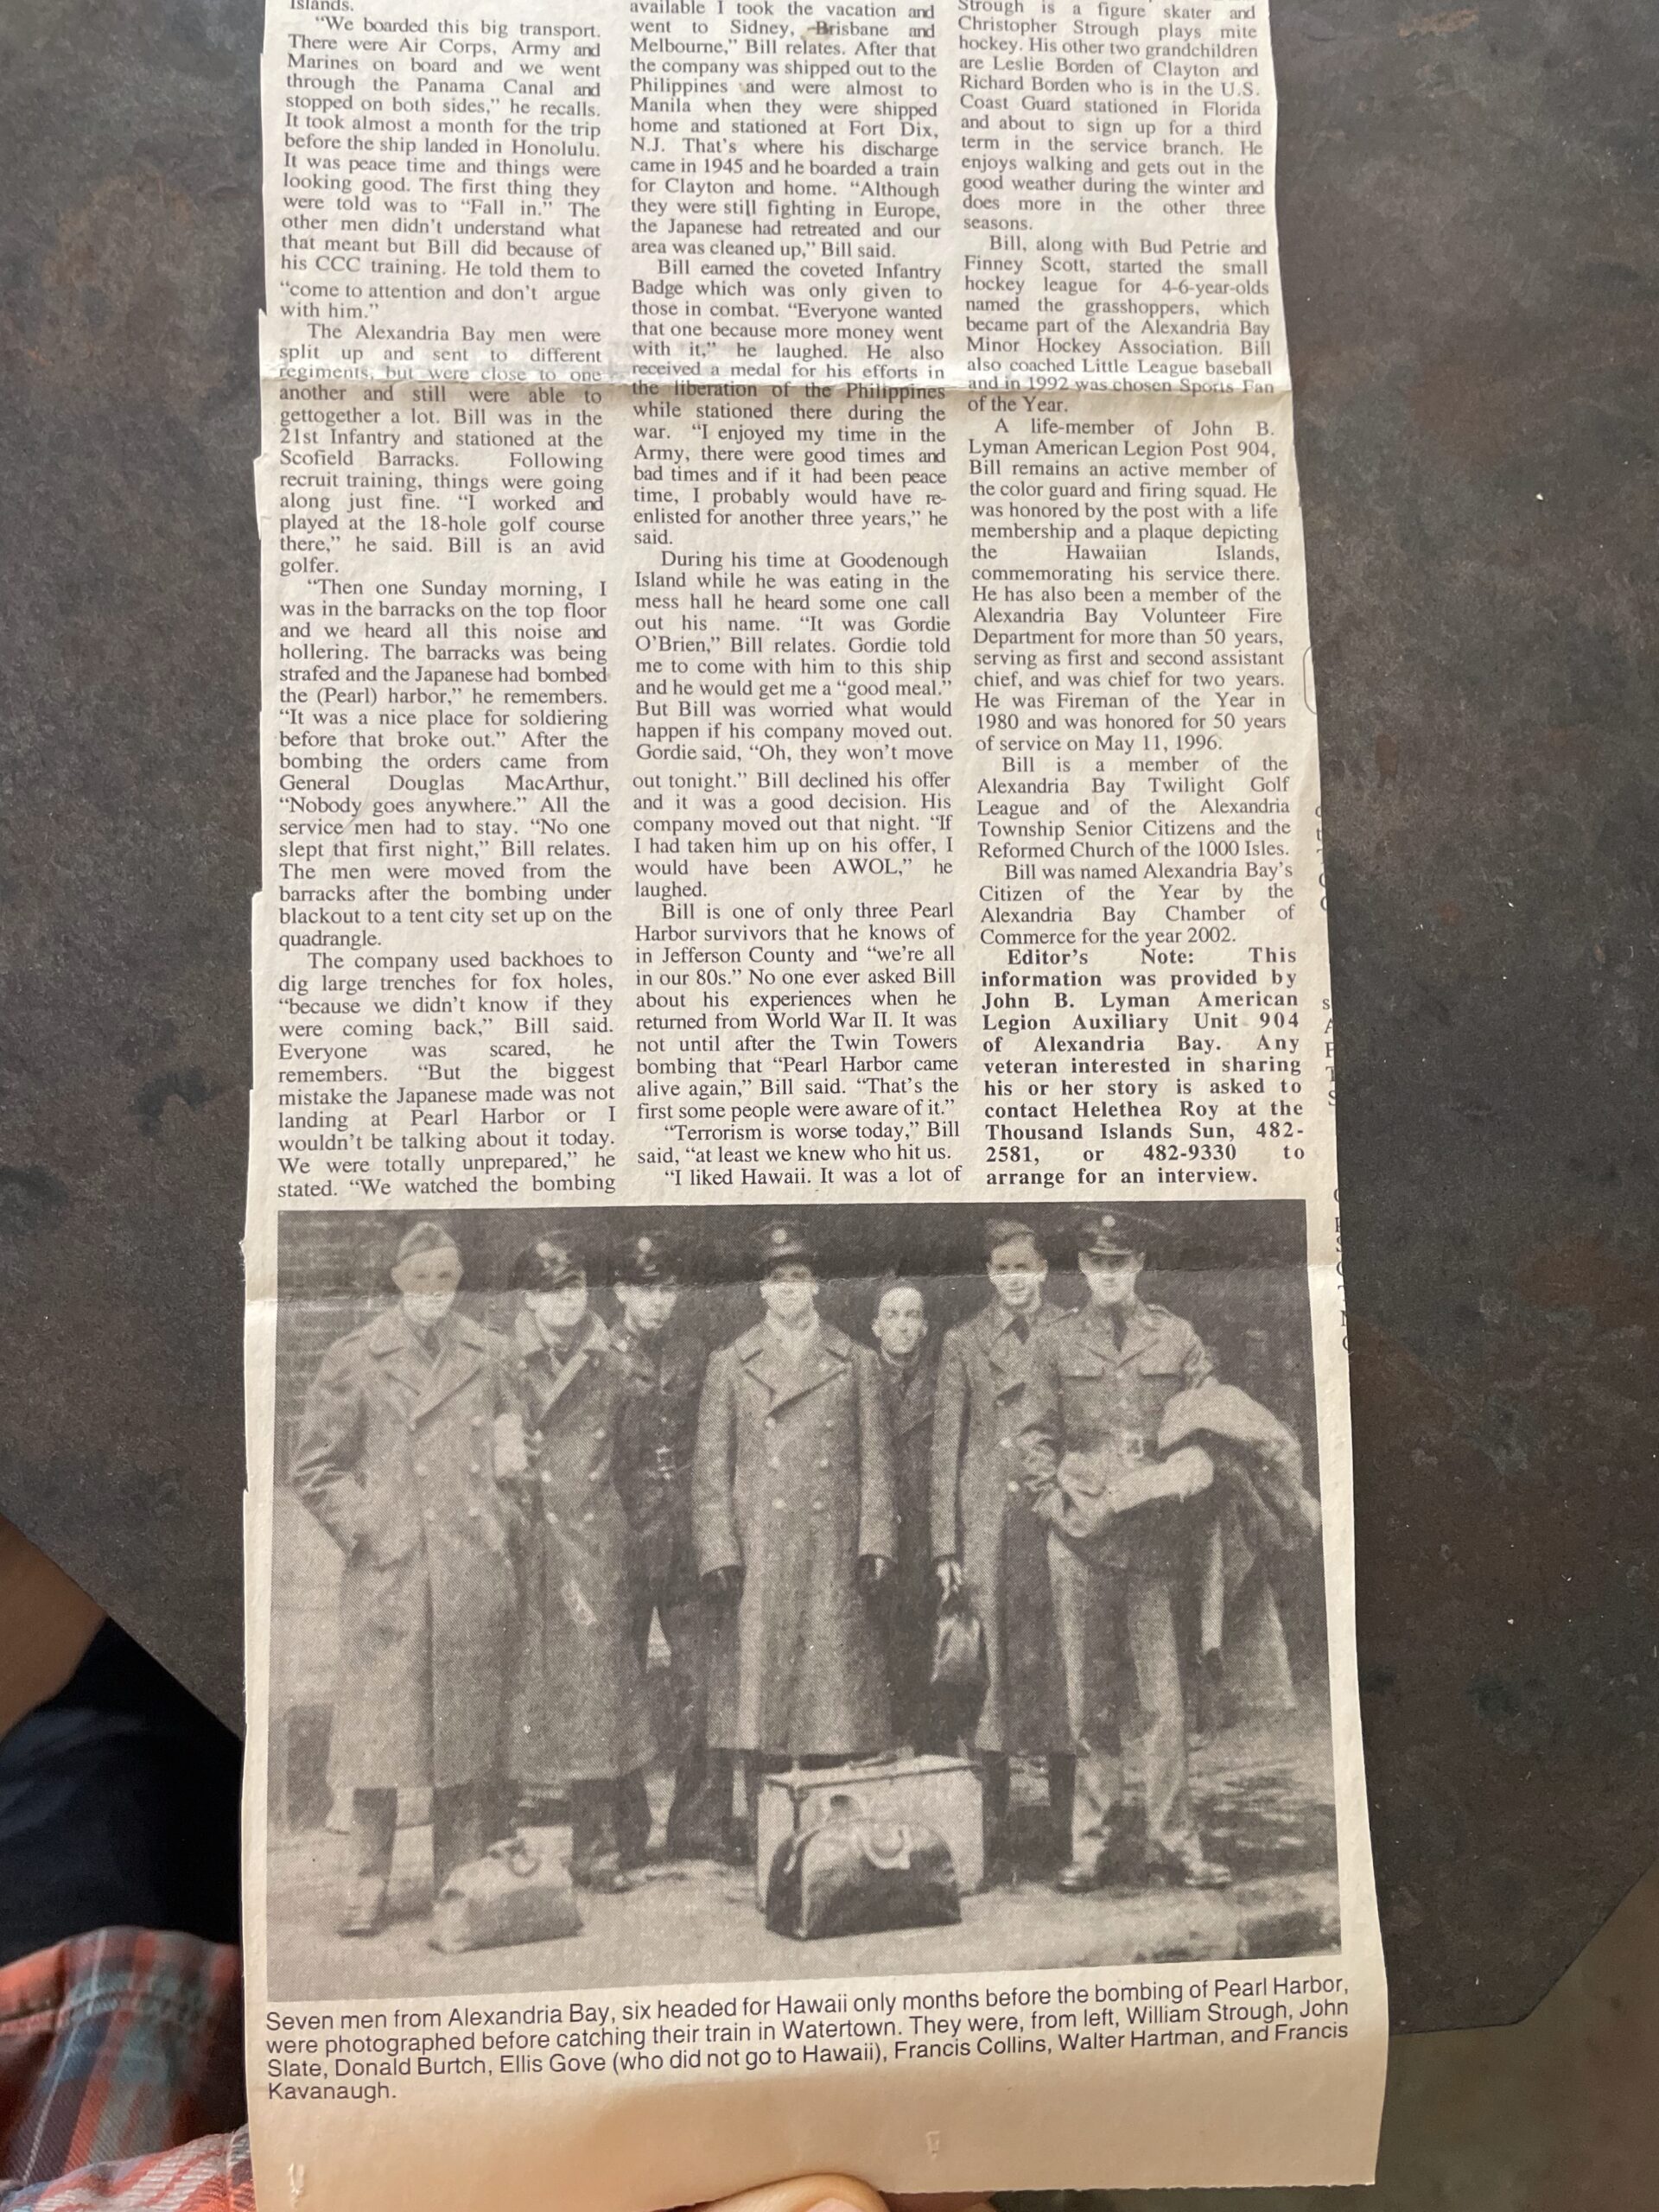 Islands.
"We boarded this big transport.
There were Air Corps, Army and
Marines on board and we went
through the Panama Canal and
stopped on both sides," he recalls.
It took almost a month for the trip
before the ship landed in Honolulu.
It was peace time and things were
looking good. The first thing they
were told was to "Fall in." The
other men didn't understand what
that meant but Bill did because of
his CCC training. He told them to
"come to attention and don't argue
with him."
The Alexandria Bay men were
split up and sent to different
regiments, but were close to one
another and still were able to
gettogether a lot. Bill was in the
21st Infantry and stationed at the
Scofield Barracks. Following
recruit training, things were going
along just fine. "I worked and
played at the 18-hole golf course
there," he said. Bill is an avid
golfer.
"Then one Sunday morning, I
was in the barracks on the top floor
and we heard all this noise and
hollering. The barracks was being
strafed and the Japanese had bombed
the (Pearl) harbor," he remembers.
"It was a nice place for soldiering
before that broke out." After the
bombing the orders came from
General Douglas MacArthur,
"Nobody goes anywhere." All the
service men had to stay. "No one
slept that first night," Bill relates.
The men were moved from the
barracks after the bombing under
blackout to a tent city set up on the
quadrangle.
The company used backhoes to
dig large trenches for fox holes,
"because we didn't know if they
were coming back," Bill said.
Everyone was scared, he
remembers. "But the biggest
mistake the Japanese made was not
landing at Pearl Harbor or I
wouldn't be talking about it today.
We were totally unprepared," he
stated. "We watched the bombing
available I took the vacation and
went to Sidney, Brisbane and
Melbourne," Bill relates. After that
the company was shipped out to the
Philippines and were almost to
Manila when they were shipped
home and stationed at Fort Dix,
N.J. That's where his discharge
came in 1945 and he boarded a train
for Clayton and home. "Although
they were still fighting in Europe,
the Japanese had retreated and our
area was cleaned up," Bill said.
Bill earned the coveted Infantry
Badge which was only given to
those in combat. "Everyone wanted
that one because more money went
with it," he laughed. He also
received a medal for his efforts in
the liberation of the Philippines
while stationed there during the
war. "I enjoyed my time in the
Army, there were good times and
bad times and if it had been peace
time, I probably would have re-
enlisted for another three years," he
said.
During his time at Goodenough
Island while he was eating in the
mess hall he heard some one call
out his name. "It was Gordie
O'Brien," Bill relates. Gordie told
me to come with him to this ship
and he would get me a "good meal."
But Bill was worried what would
happen if his company moved out.
Gordie said, "Oh, they won't move
out tonight." Bill declined his offer
and it was a good decision. His
company moved out that night. "If
I had taken him up on his offer, I
would have been AWOL," he
laughed.
Bill is one of only three Pearl
Harbor survivors that he knows of
in Jefferson County and "we're all
in our 80s." No one ever asked Bill
about his experiences when he
returned from World War II. It was
not until after the Twin Towers
bombing that "Pearl Harbor came
alive again," Bill said. "That's the
first some people were aware of it."
"Terrorism is worse today," Bill
said, "at least we knew who hit us.
"I liked Hawaii. It was a lot of
Strough is a figure skater and
Christopher Strough plays mite
hockey. His other two grandchildren
are Leslie Borden of Clayton and
Richard Borden who is in the U.S.
Coast Guard stationed in Florida
and about to sign up for a third
term in the service branch. He
enjoys walking and gets out in the
good weather during the winter and
does more in the other three
seasons.
Bill, along with Bud Petrie and
Finney Scott, started the small
hockey league for 4-6-year-olds
named the grasshoppers, which
became part of the Alexandria Bay
Minor Hockey Association. Bill
also coached Little League baseball
and in 1992 was chosen Sports Fan
of the Year.
A life-member of John B.
Lyman American Legion Post 904,
Bill remains an active member of
the color guard and firing squad. He
was honored by the post with a life
membership and a plaque depicting
the Hawaiian Islands,
commemorating his service there.
He has also been a member of the
Alexandria Bay Volunteer Fire
Department for more than 50 years,
serving as first and second assistant
chief, and was chief for two years.
He was Fireman of the Year in
1980 and was honored for 50 years
of service on May 11, 1996.
Bill is a member of the
Alexandria Bay Twilight Golf
League and of the Alexandria
Township Senior Citizens and the
Reformed Church of the 1000 Isles.
Bill was named Alexandria Bay's
Citizen of the Year by the
Alexandria Bay Chamber of
Commerce for the year 2002.
Editor's Note: This
information was provided by
John B. Lyman American
Legion Auxiliary Unit 904
of Alexandria Bay. Any
veteran interested in sharing
his or her story is asked to
contact Helethea Roy at the
Thousand Islands Sun, 482-
2581, or 482-9330 to
arrange for an interview.
Seven men from Alexandria Bay, six headed for Hawaii only months before the bombing of Pearl Harbor,
were photographed before catching their train in Watertown. They were, from left, William Strough, John
Slate, Donald Burtch, Ellis Gove (who did not go to Hawaii), Francis Collins, Walter Hartman, and Francis
Kavanaugh.